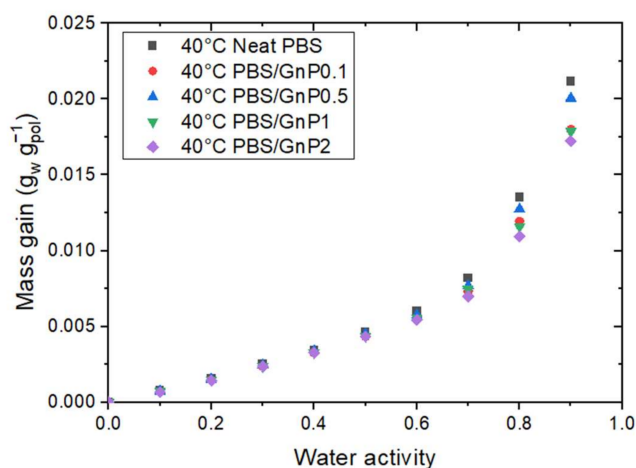 0.025
0.020
0.015
0.010
0.005
0.000
Mass gain (g_w g_pol^−1)
40°C Neat PBS
40°C PBS/GnP0.1
40°C PBS/GnP0.5
40°C PBS/GnP1
40°C PBS/GnP2
0.0 0.2 0.4 0.6 0.8 1.0
Water activity